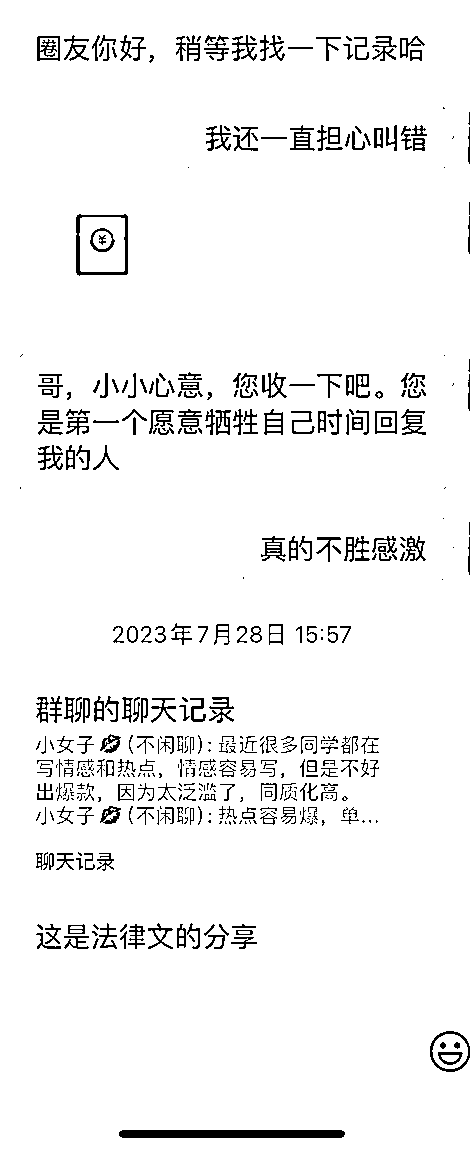 圈友你好，稍等我找一下记录哈
我还一直担心叫错
¥
哥，小小心意，您收一下吧。您
是第一个愿意牺牲自己时间回复
我的人
真的不胜感激
2023年7月28日 15:57
群聊的聊天记录
小女子💋(不闲聊)：最近很多同学都在
写情感和热点，情感容易写，但是不好
出爆款，因为太泛滥了，同质化高。
小女子💋(不闲聊)：热点容易爆，单...
聊天记录
这是法律文的分享